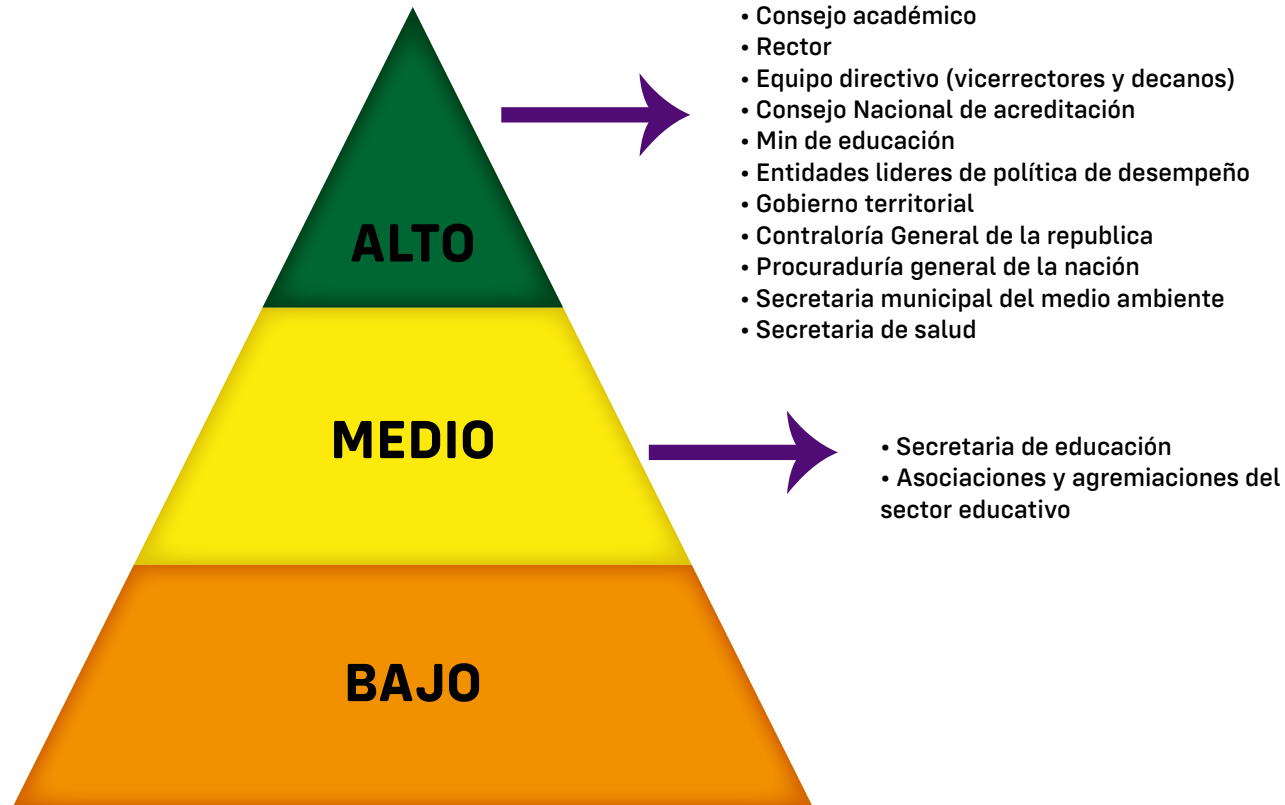 ALTO
• Consejo académico
• Rector
• Equipo directivo (vicerrectores y decanos)
• Consejo Nacional de acreditación
• Min de educación
• Entidades lideres de política de desempeño
• Gobierno territorial
• Contraloría General de la republica
• Procuraduría general de la nación
• Secretaria municipal del medio ambiente
• Secretaria de salud
MEDIO
• Secretaria de educación
• Asociaciones y agremiaciones del
sector educativo
BAJO